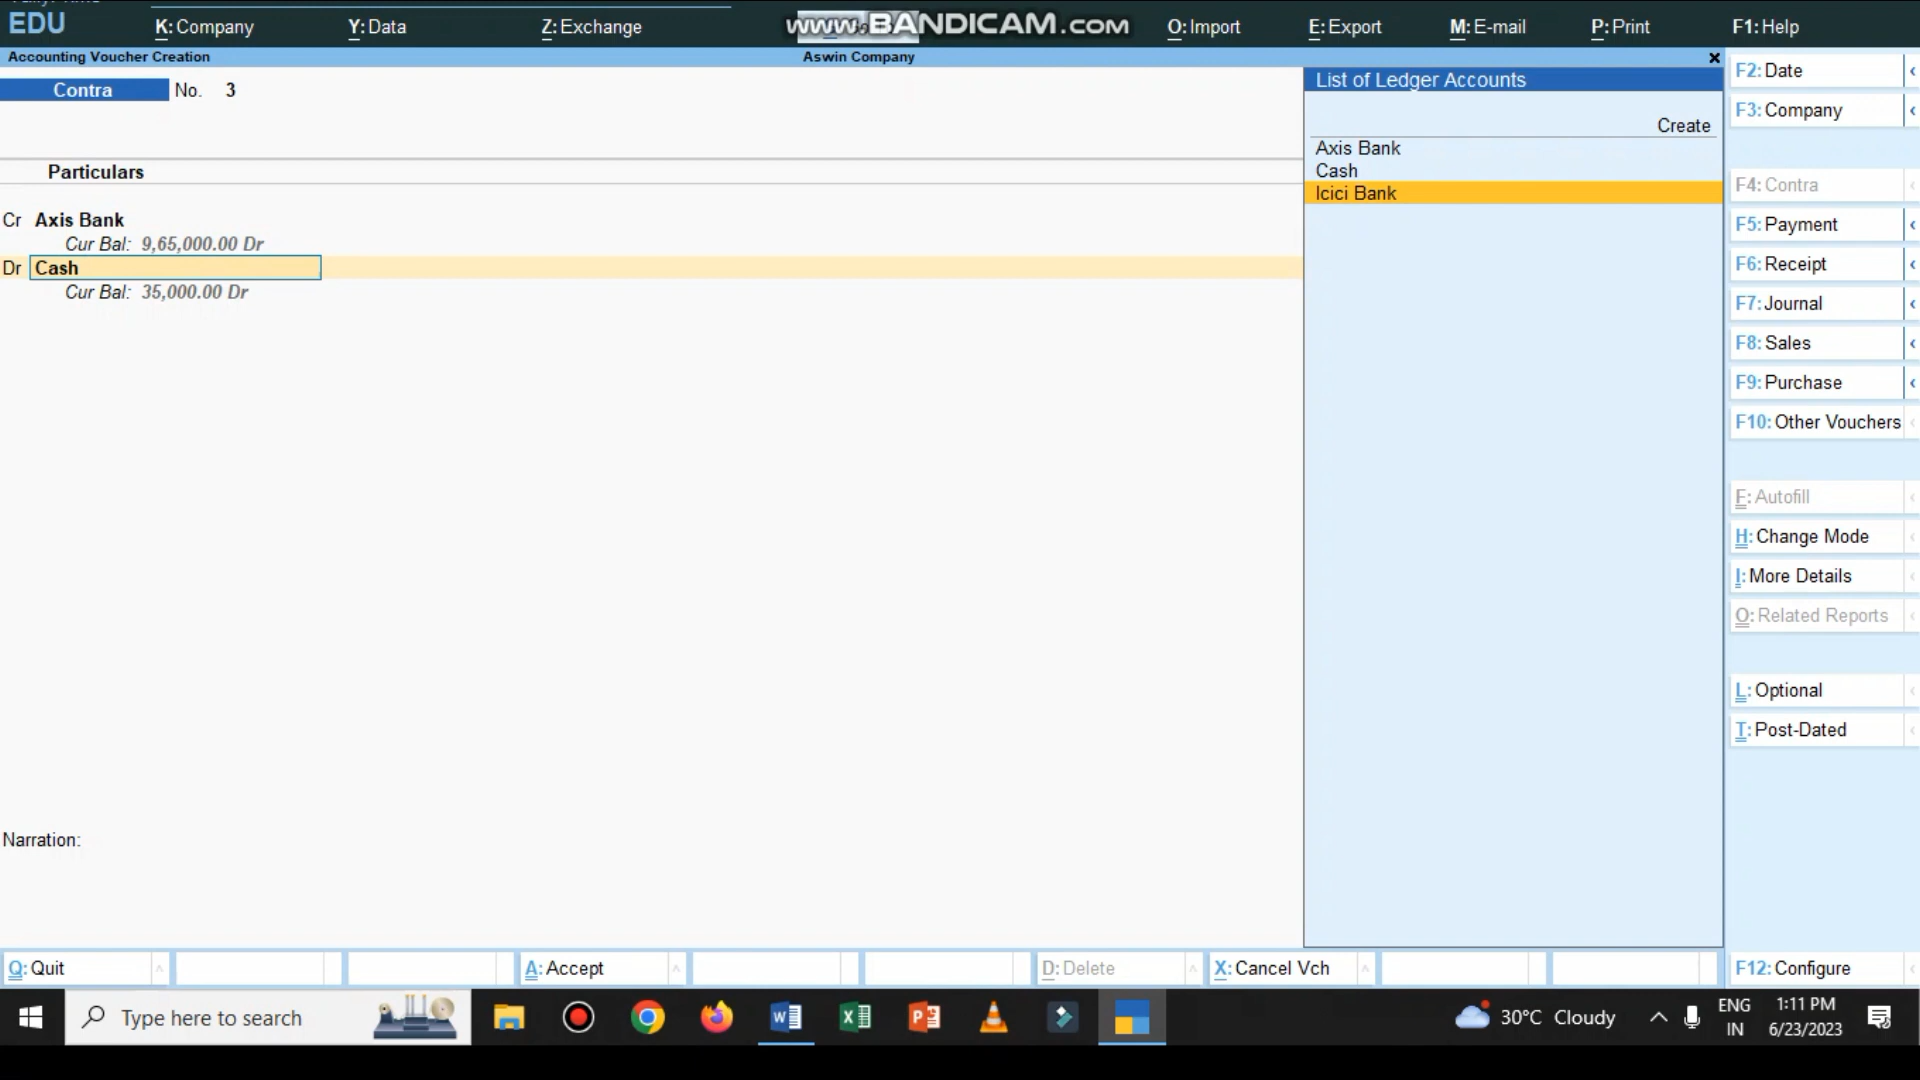 EDU
K: Company
Y: Data
Z: Exchange
www.BANDICAM.com
O: Import
E: Export
M: E-mail
P: Print
F1: Help
Accounting Voucher Creation
Aswin Company
Contra No. 3
Particulars
Cr Axis Bank
Cur Bal: 9,65,000.00 Dr
Dr Cash
Cur Bal: 35,000.00 Dr
Narration:
List of Ledger Accounts
Create
Axis Bank
Cash
Icici Bank
F2: Date
F3: Company
F4: Contra
F5: Payment
F6: Receipt
F7: Journal
F8: Sales
F9: Purchase
F10: Other Vouchers
F: Autofill
H: Change Mode
I: More Details
O: Related Reports
L: Optional
T: Post-Dated
Q: Quit
A: Accept
D: Delete
X: Cancel Vch
F12: Configure
Type here to search
30°C Cloudy
ENG
IN
1:11 PM
6/23/2023